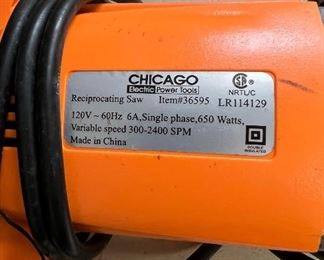 CHICAGO
Electric Power Tools
NRTL/C
Reciprocating Saw Item#36595 LR114129
120V ~ 60Hz 6A,Single phase,650 Watts,
Variable speed 300-2400 SPM
Made in China
DOUBLE
INSULATED